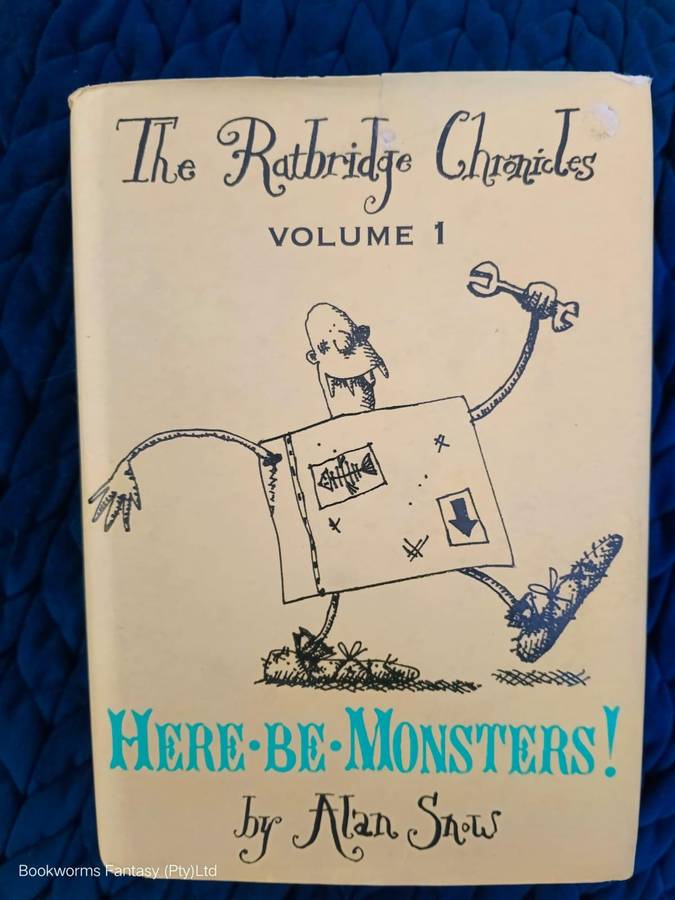 The Ratbridge Chronicles
VOLUME 1
HERE·BE·MONSTERS!
by Alan Snow
Bookworms Fantasy (Pty)Ltd